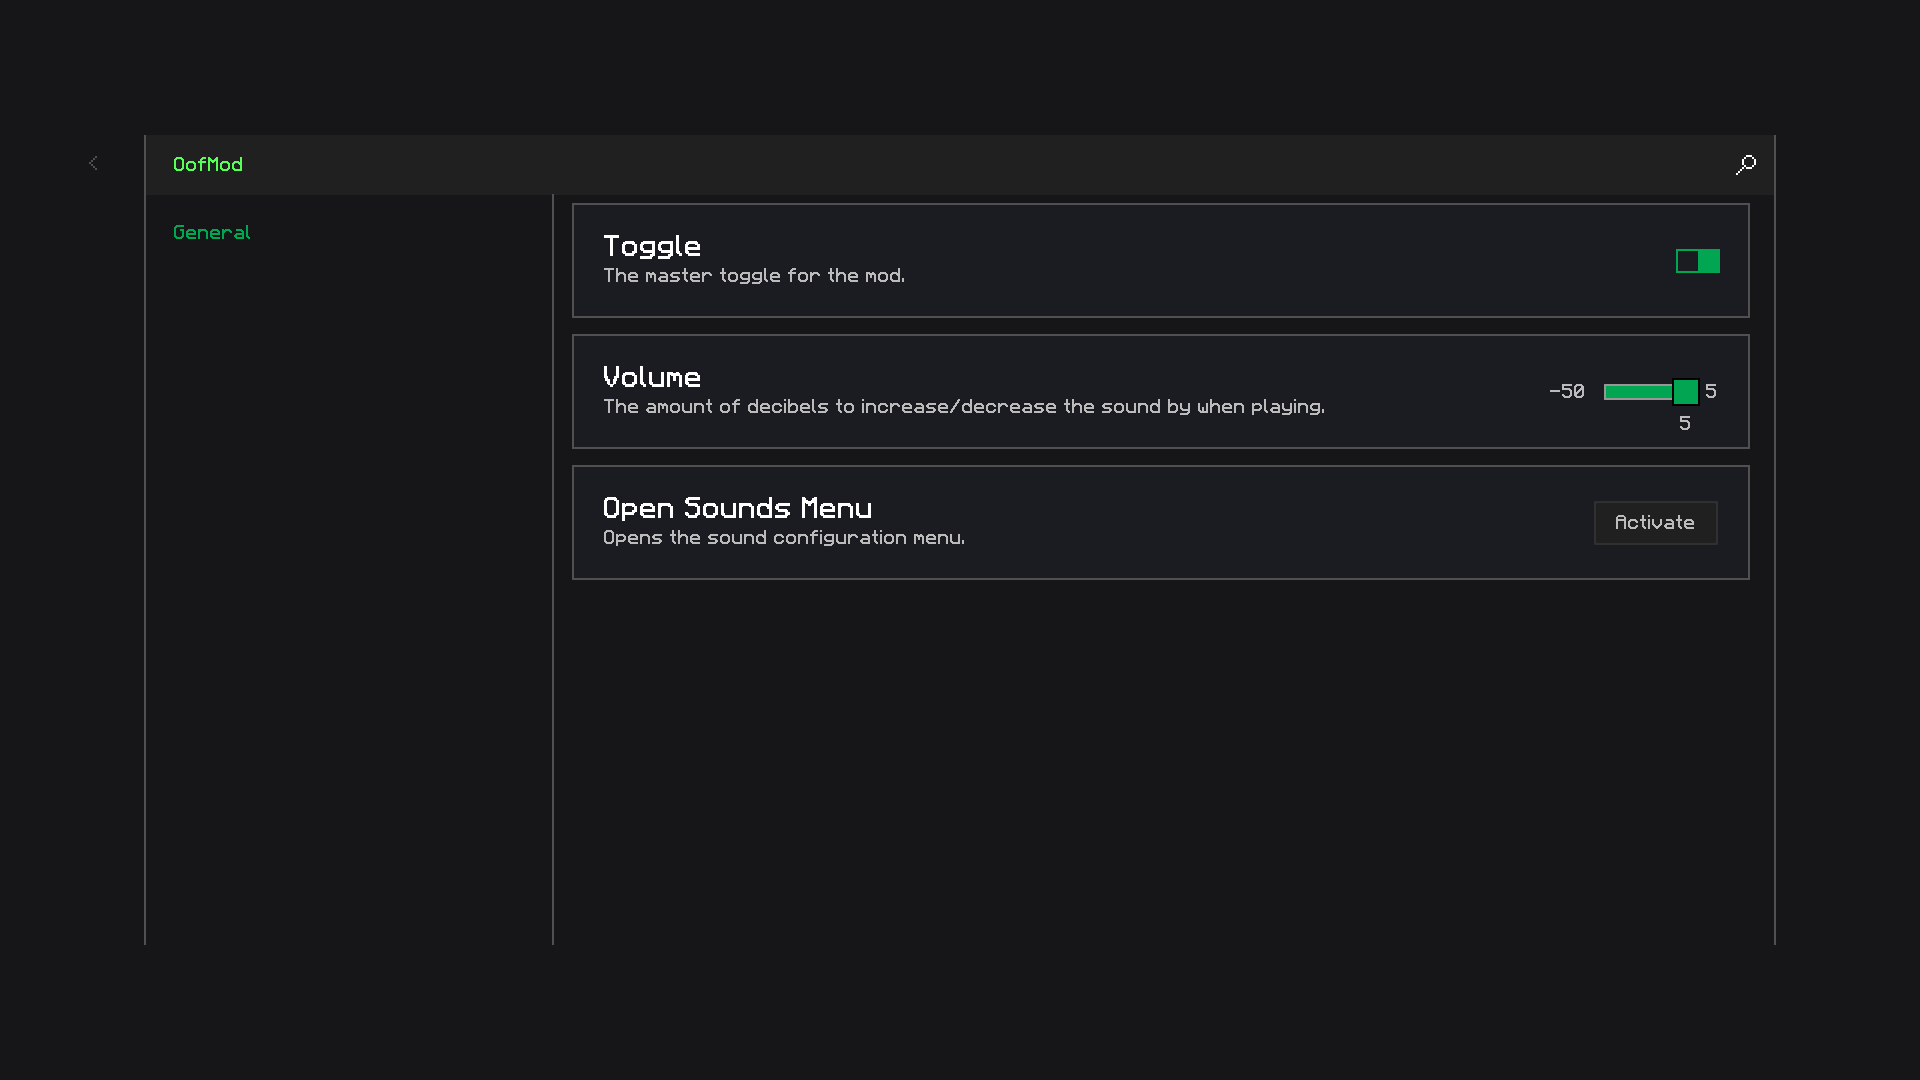 OofMod
General
Toggle
The master toggle for the mod.
Volume
The amount of decibels to increase/decrease the sound by when playing.
-50 5
5
Open Sounds Menu
Opens the sound configuration menu.
Activate